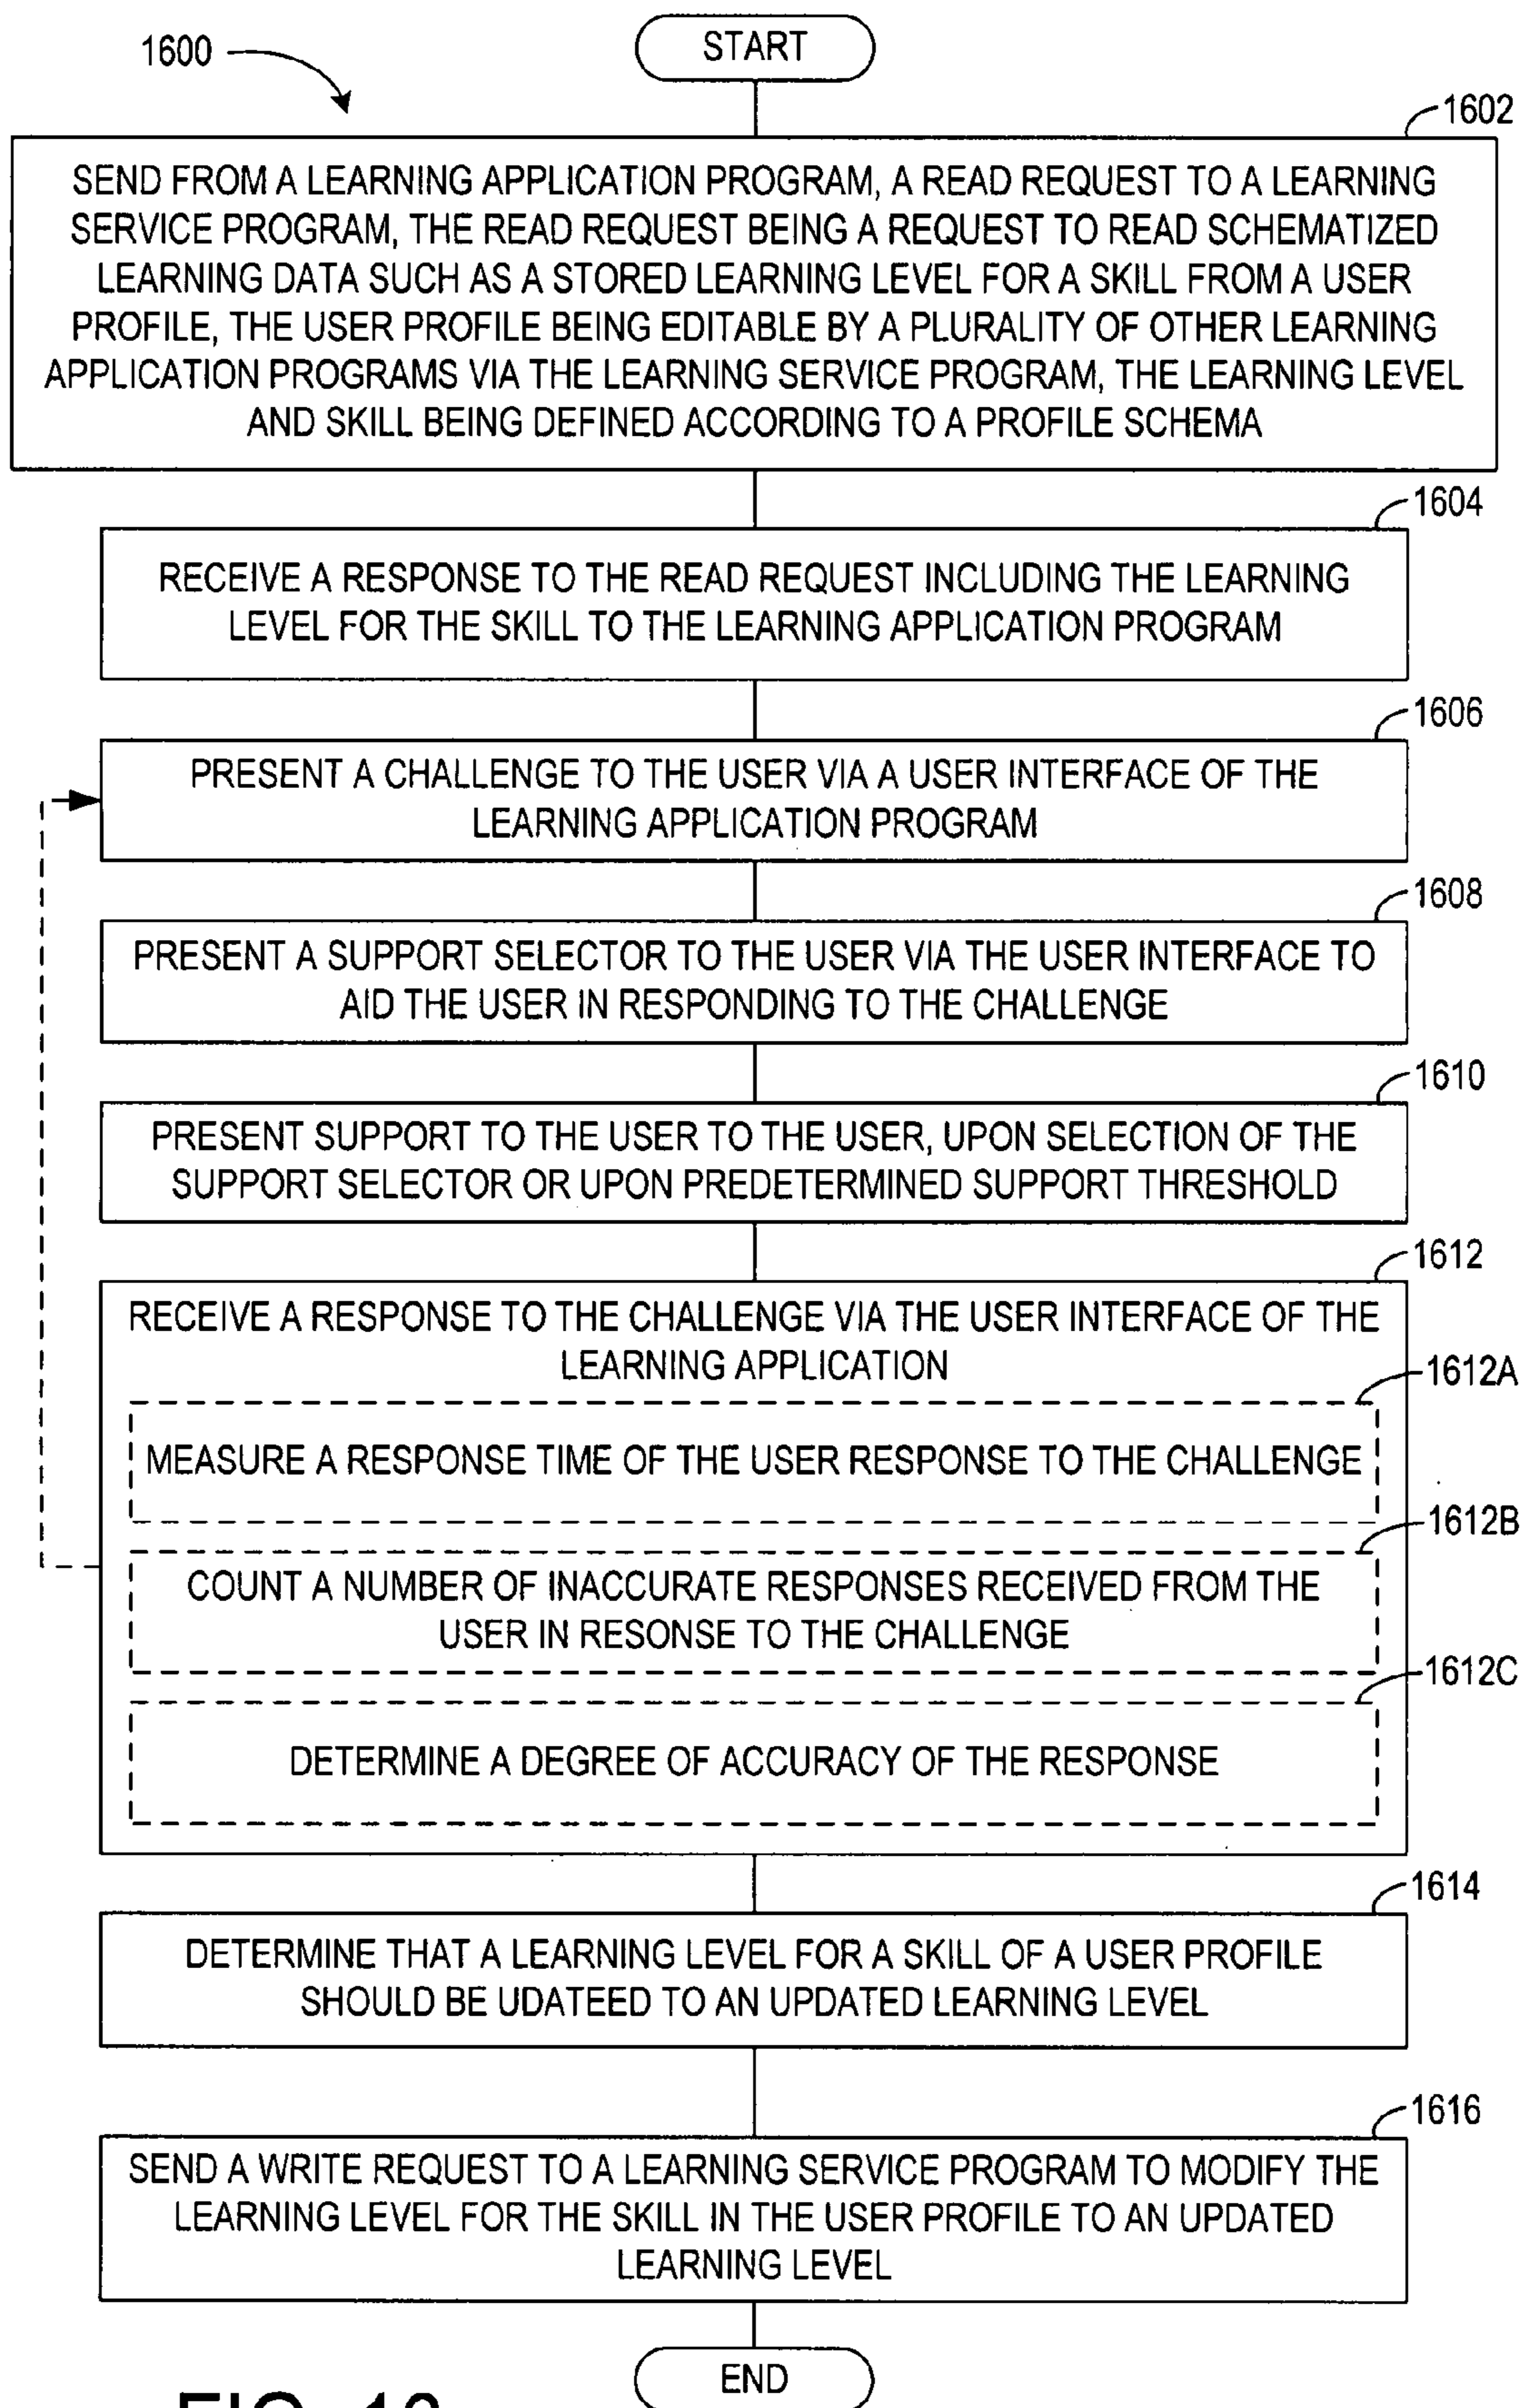 1600
START
1602
SEND FROM A LEARNING APPLICATION PROGRAM, A READ REQUEST TO A LEARNING
SERVICE PROGRAM, THE READ REQUEST BEING A REQUEST TO READ SCHEMATIZED
LEARNING DATA SUCH AS A STORED LEARNING LEVEL FOR A SKILL FROM A USER
PROFILE, THE USER PROFILE BEING EDITABLE BY A PLURALITY OF OTHER LEARNING
APPLICATION PROGRAMS VIA THE LEARNING SERVICE PROGRAM, THE LEARNING LEVEL
AND SKILL BEING DEFINED ACCORDING TO A PROFILE SCHEMA
1604
RECEIVE A RESPONSE TO THE READ REQUEST INCLUDING THE LEARNING
LEVEL FOR THE SKILL TO THE LEARNING APPLICATION PROGRAM
1606
PRESENT A CHALLENGE TO THE USER VIA A USER INTERFACE OF THE
LEARNING APPLICATION PROGRAM
1608
PRESENT A SUPPORT SELECTOR TO THE USER VIA THE USER INTERFACE TO
AID THE USER IN RESPONDING TO THE CHALLENGE
1610
PRESENT SUPPORT TO THE USER TO THE USER, UPON SELECTION OF THE
SUPPORT SELECTOR OR UPON PREDETERMINED SUPPORT THRESHOLD
1612
RECEIVE A RESPONSE TO THE CHALLENGE VIA THE USER INTERFACE OF THE
LEARNING APPLICATION
1612A
MEASURE A RESPONSE TIME OF THE USER RESPONSE TO THE CHALLENGE
1612B
COUNT A NUMBER OF INACCURATE RESPONSES RECEIVED FROM THE
USER IN RESONSE TO THE CHALLENGE
1612C
DETERMINE A DEGREE OF ACCURACY OF THE RESPONSE
1614
DETERMINE THAT A LEARNING LEVEL FOR A SKILL OF A USER PROFILE
SHOULD BE UDATEED TO AN UPDATED LEARNING LEVEL
1616
SEND A WRITE REQUEST TO A LEARNING SERVICE PROGRAM TO MODIFY THE
LEARNING LEVEL FOR THE SKILL IN THE USER PROFILE TO AN UPDATED
LEARNING LEVEL
END
FIG.